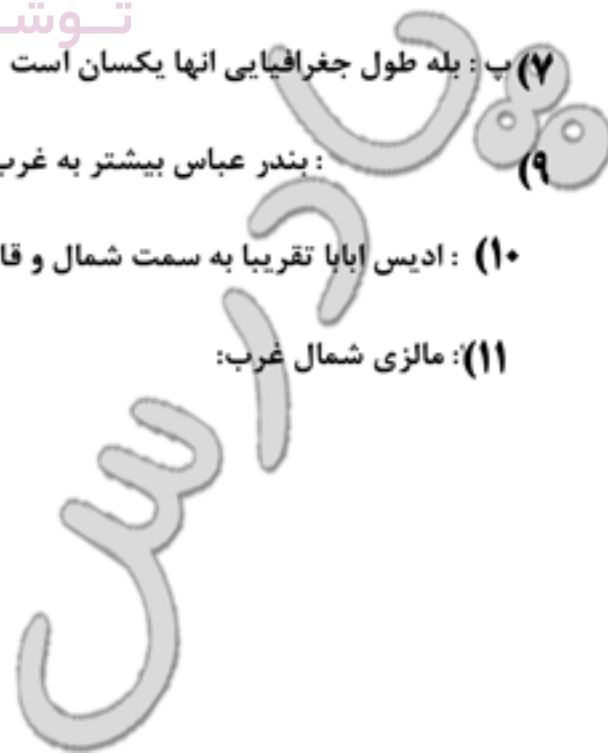 تـوشـ
۷) پ : بله طول جغرافیایی انها یکسان است
۹) : بندر عباس بیشتر به غرب
۱۰) : ادیس ابابا تقریبا به سمت شمال و قا
۱۱): مالزی شمال غرب: